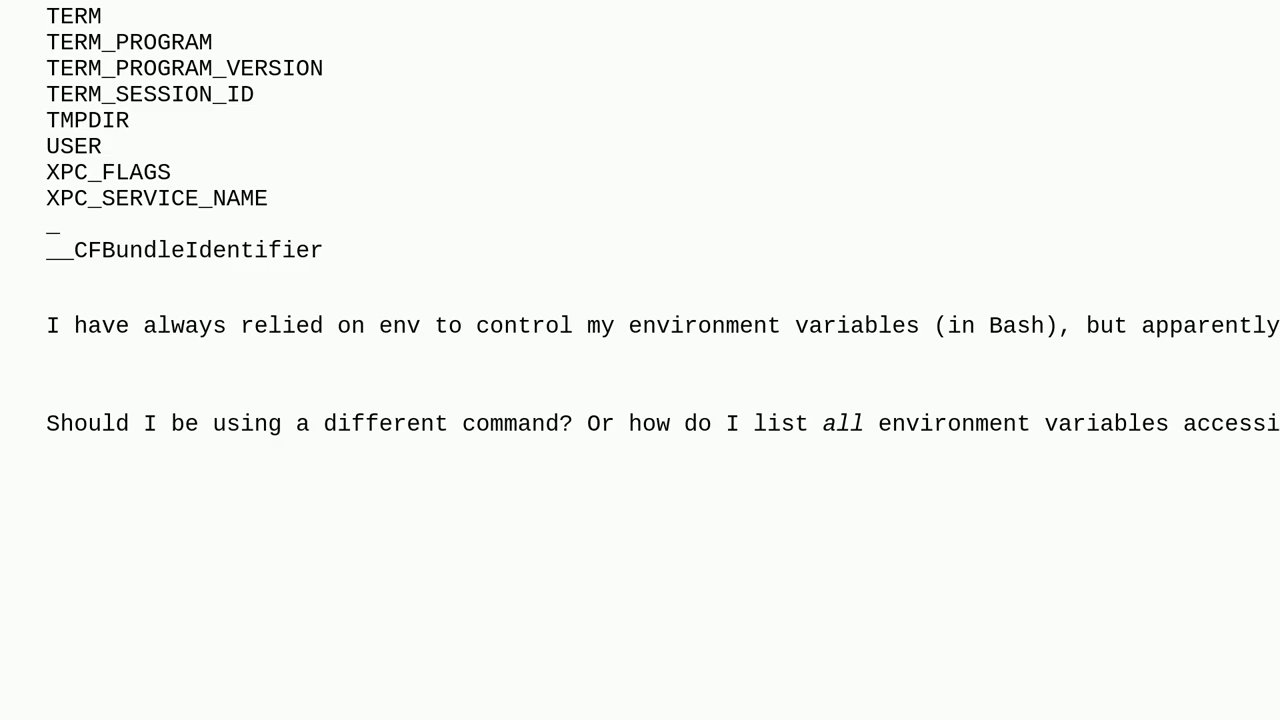 TERM
TERM_PROGRAM
TERM_PROGRAM_VERSION
TERM_SESSION_ID
TMPDIR
USER
XPC_FLAGS
XPC_SERVICE_NAME
_
__CFBundleIdentifier
I have always relied on env to control my environment variables (in Bash), but apparently
Should I be using a different command? Or how do I list all environment variables accessi